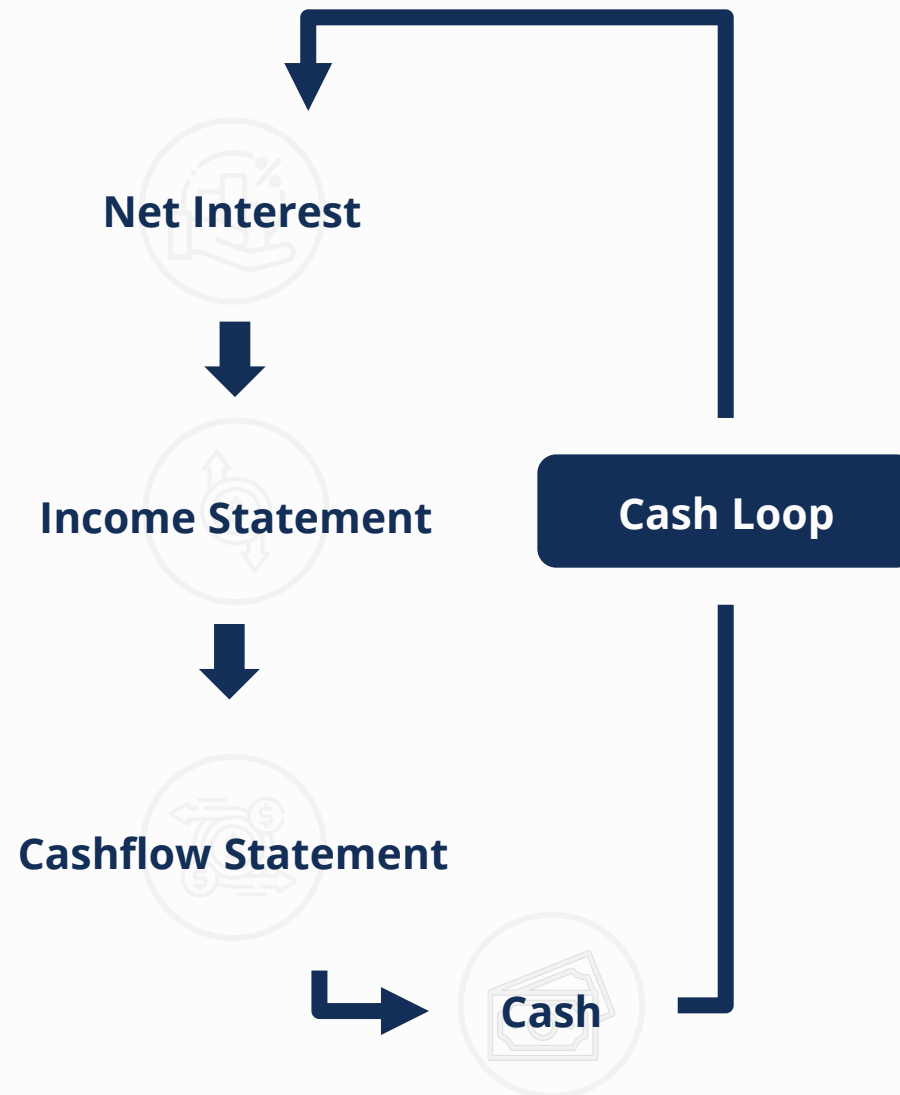 Net Interest
Income Statement
Cash Loop
Cashflow Statement
Cash